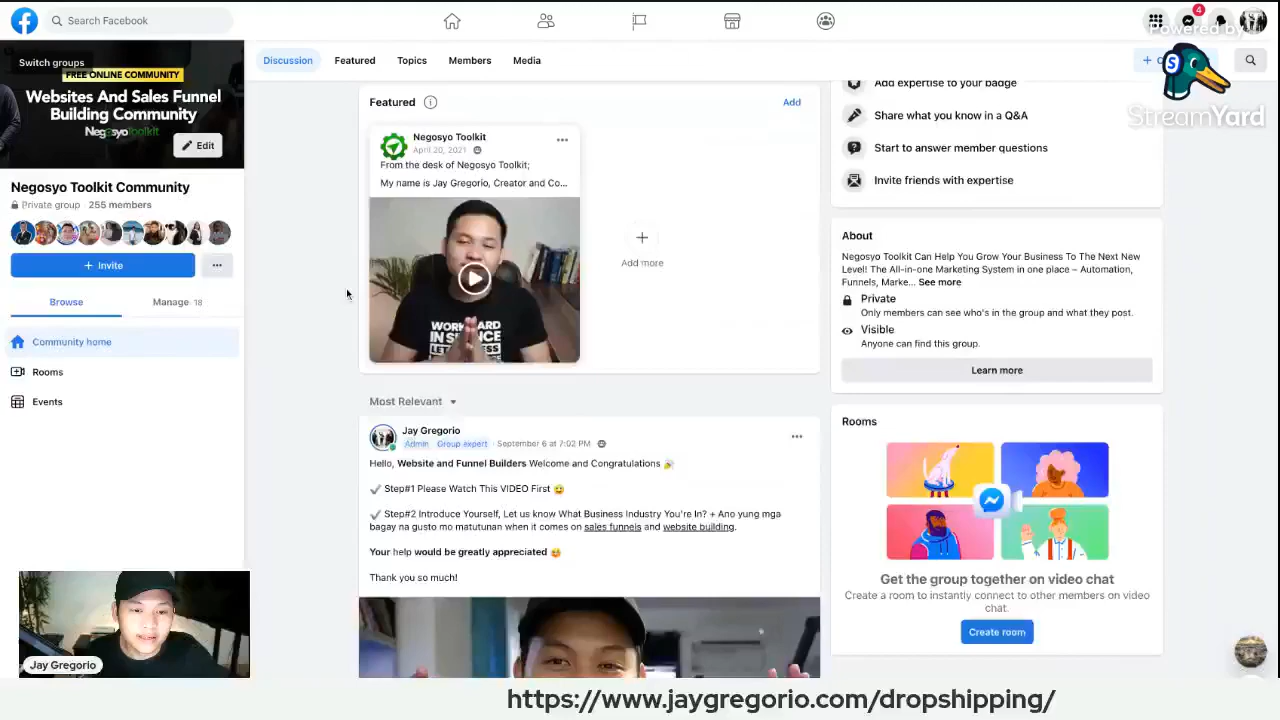 Search Facebook
4
Powered by
StreamYard
Switch groups
FREE ONLINE COMMUNITY
Websites And Sales Funnel
Building Community
NegosyoToolkit
Edit
Negosyo Toolkit Community
Private group · 255 members
+ Invite
Browse
Manage 18
Community home
Rooms
Events
Jay Gregorio
Discussion
Featured
Topics
Members
Media
Featured
Add
Negosyo Toolkit
April 20, 2021
From the desk of Negosyo Toolkit;
My name is Jay Gregorio, Creator and Co...
WORK HARD
IN SILENCE
Add more
Most Relevant
Jay Gregorio
Admin Group expert · September 6 at 7:02 PM
Hello, Website and Funnel Builders Welcome and Congratulations 🎉
✔ Step#1 Please Watch This VIDEO First 😃
✔ Step#2 Introduce Yourself, Let us know What Business Industry You're In? + Ano yung mga
bagay na gusto mo matutunan when it comes on sales funnels and website building.
Your help would be greatly appreciated 🥰
Thank you so much!
Add expertise to your badge
Share what you know in a Q&A
Start to answer member questions
Invite friends with expertise
About
Negosyo Toolkit Can Help You Grow Your Business To The Next New
Level! The All-in-one Marketing System in one place – Automation,
Funnels, Marke... See more
Private
Only members can see who's in the group and what they post.
Visible
Anyone can find this group.
Learn more
Rooms
Get the group together on video chat
Create a room to instantly connect to other members on video
chat.
Create room
https://www.jaygregorio.com/dropshipping/